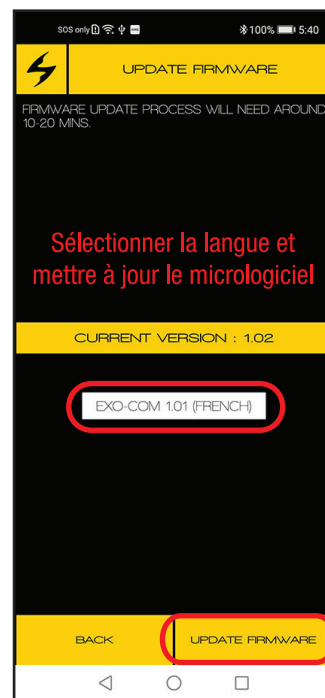 SOS only
100% 5:40
UPDATE FIRMWARE
FIRMWARE UPDATE PROCESS WILL NEED AROUND
10-20 MINS.
Sélectionner la langue et
mettre à jour le micrologiciel
CURRENT VERSION : 1.02
EXO-COM 1.01 (FRENCH)
BACK UPDATE FIRMWARE